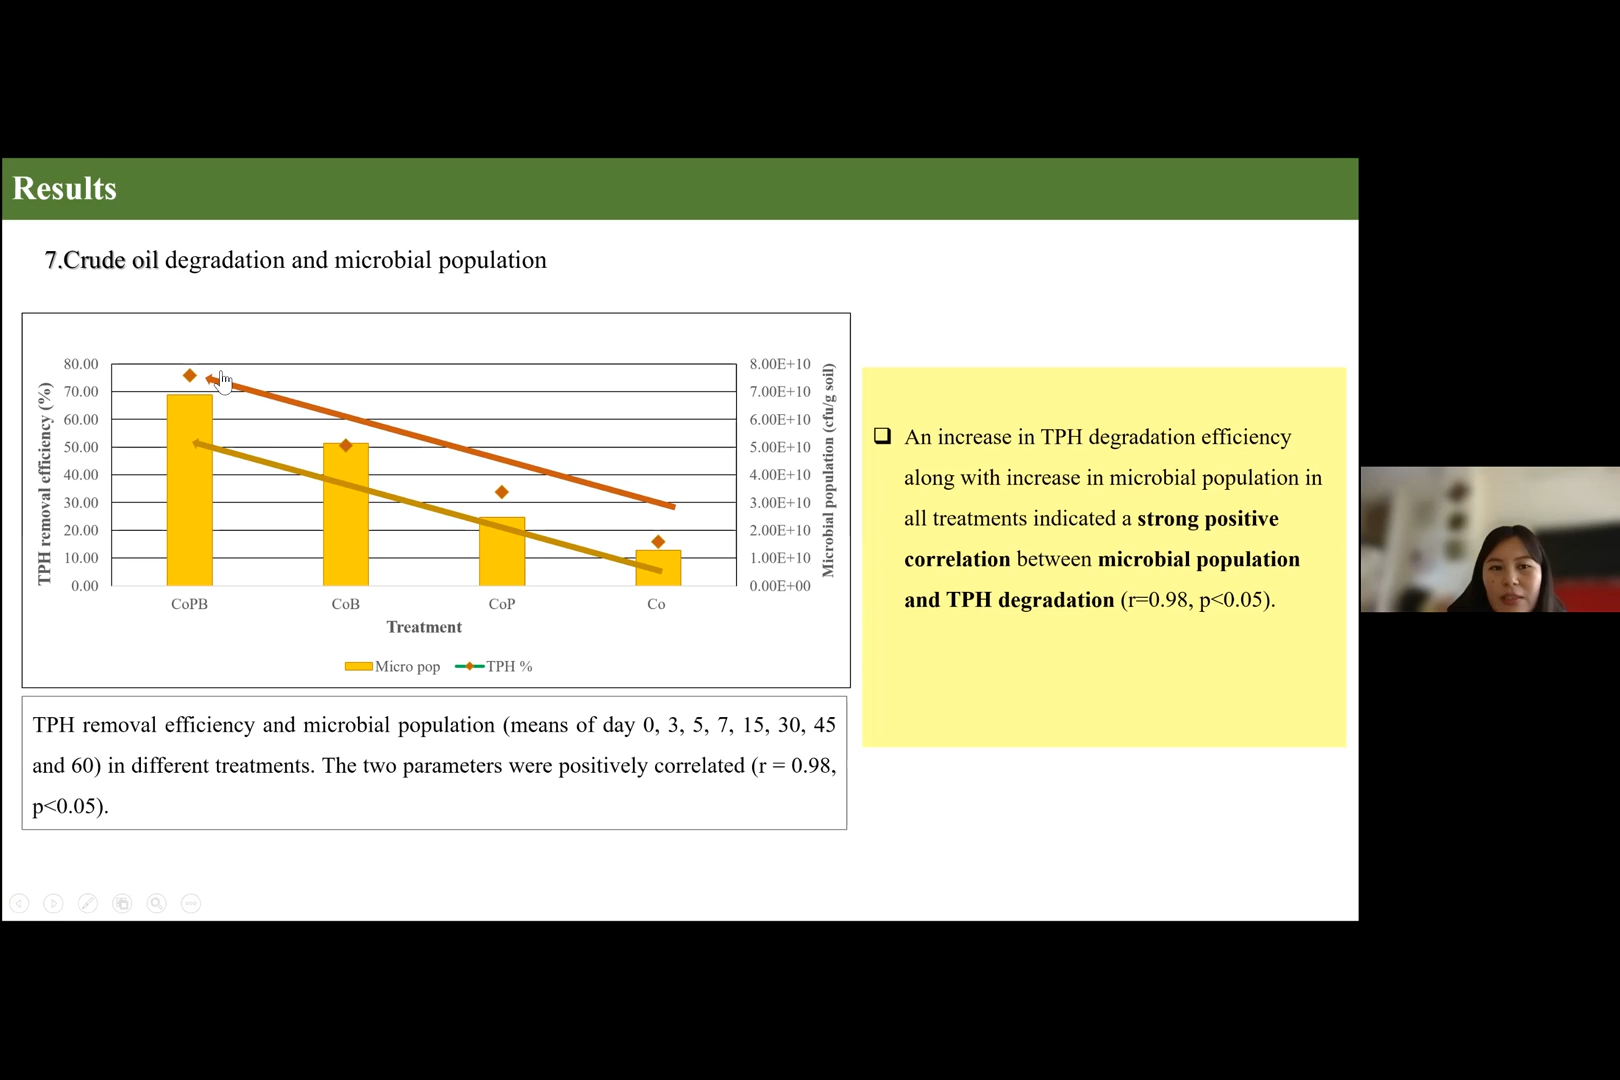 Results
7.Crude oil degradation and microbial population
80.00
70.00
60.00
50.00
40.00
30.00
20.00
10.00
0.00
TPH removal efficiency (%)
8.00E+10
7.00E+10
6.00E+10
5.00E+10
4.00E+10
3.00E+10
2.00E+10
1.00E+10
0.00E+00
Microbial population (cfu/g soil)
CoPB CoB CoP Co
Treatment
Micro pop TPH %
An increase in TPH degradation efficiency
along with increase in microbial population in
all treatments indicated a strong positive
correlation between microbial population
and TPH degradation (r=0.98, p<0.05).
TPH removal efficiency and microbial population (means of day 0, 3, 5, 7, 15, 30, 45
and 60) in different treatments. The two parameters were positively correlated (r = 0.98,
p<0.05).